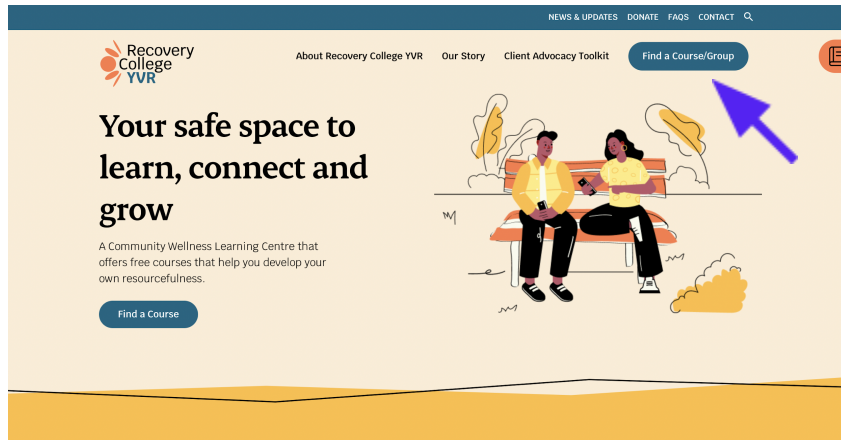 NEWS & UPDATES DONATE FAQS CONTACT
Recovery
College
YVR
About Recovery College YVR Our Story Client Advocacy Toolkit Find a Course/Group
Your safe space to
learn, connect and
grow
A Community Wellness Learning Centre that
offers free courses that help you develop your
own resourcefulness.
Find a Course